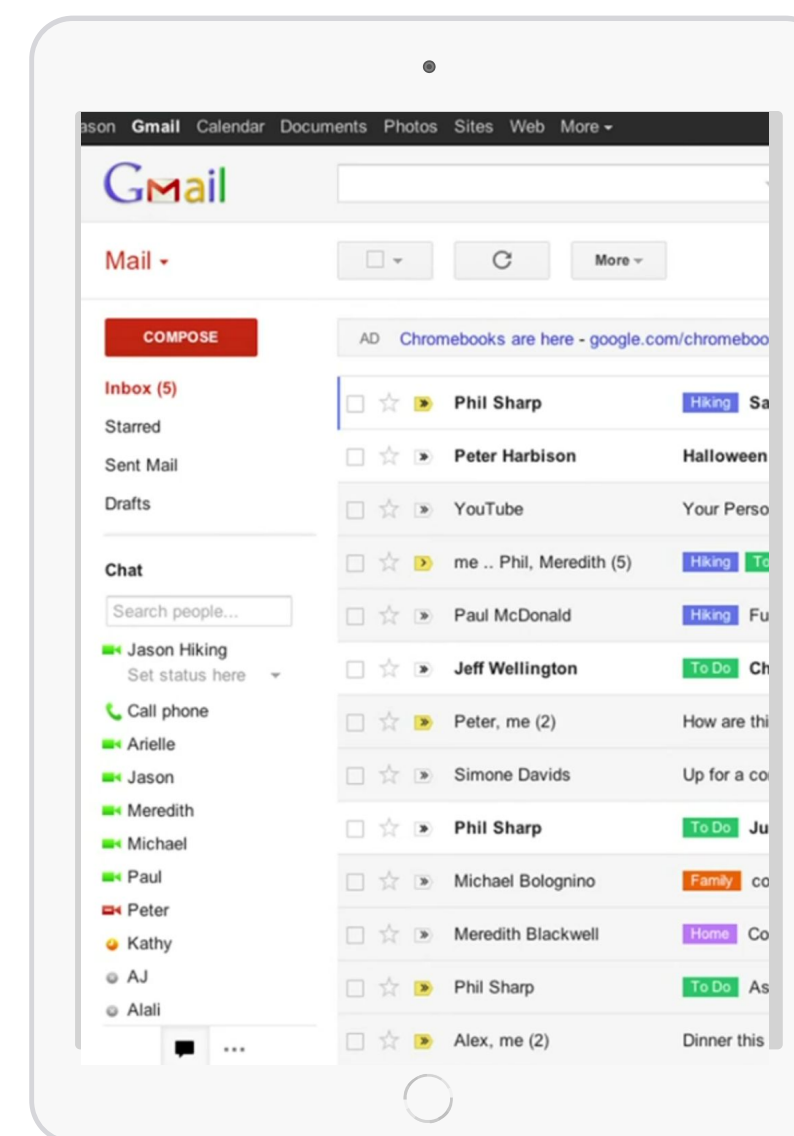 ason Gmail Calendar Documents Photos Sites Web More
Gmail
Mail
More
COMPOSE
AD Chromebooks are here - google.com/chromeboo
Inbox (5)
Starred
Sent Mail
Drafts
Chat
Search people...
Jason Hiking
Set status here
Call phone
Arielle
Jason
Meredith
Michael
Paul
Peter
Kathy
AJ
Alali
Phil Sharp Hiking Sa
Peter Harbison Halloween
YouTube Your Perso
me .. Phil, Meredith (5) Hiking To
Paul McDonald Hiking Fu
Jeff Wellington To Do Ch
Peter, me (2) How are thi
Simone Davids Up for a co
Phil Sharp To Do Ju
Michael Bolognino Family co
Meredith Blackwell Home Co
Phil Sharp To Do As
Alex, me (2) Dinner this